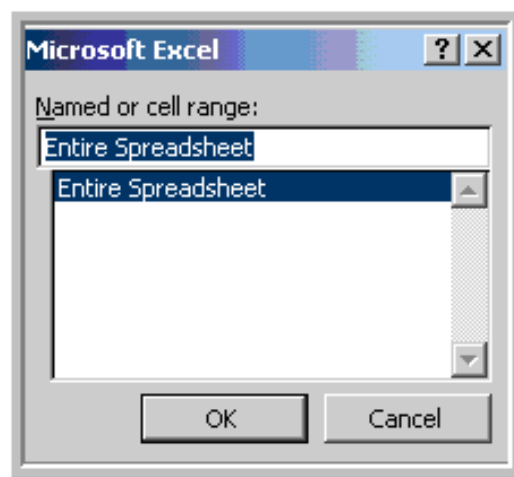 Microsoft Excel
Named or cell range:
Entire Spreadsheet
Entire Spreadsheet
OK Cancel